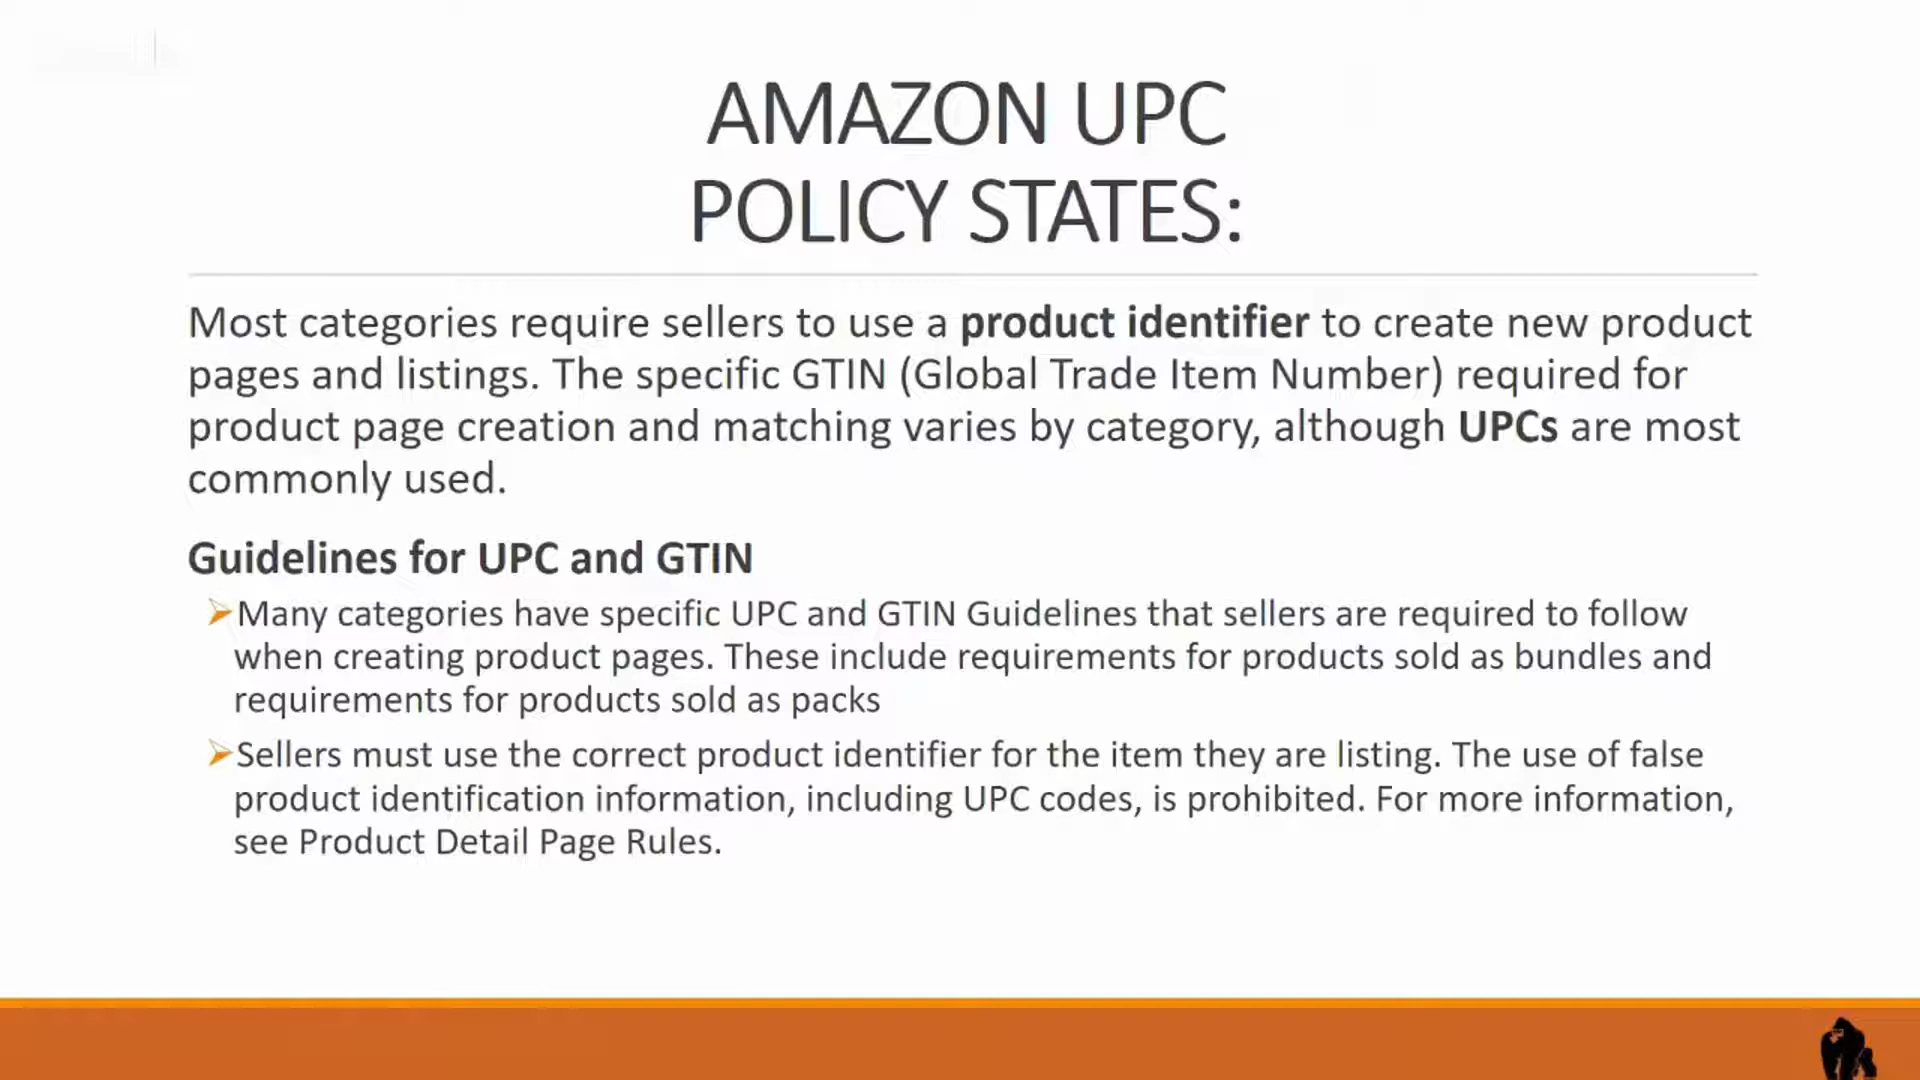 AMAZON UPC
POLICY STATES:
Most categories require sellers to use a product identifier to create new product
pages and listings. The specific GTIN (Global Trade Item Number) required for
product page creation and matching varies by category, although UPCs are most
commonly used.
Guidelines for UPC and GTIN
Many categories have specific UPC and GTIN Guidelines that sellers are required to follow
when creating product pages. These include requirements for products sold as bundles and
requirements for products sold as packs
Sellers must use the correct product identifier for the item they are listing. The use of false
product identification information, including UPC codes, is prohibited. For more information,
see Product Detail Page Rules.